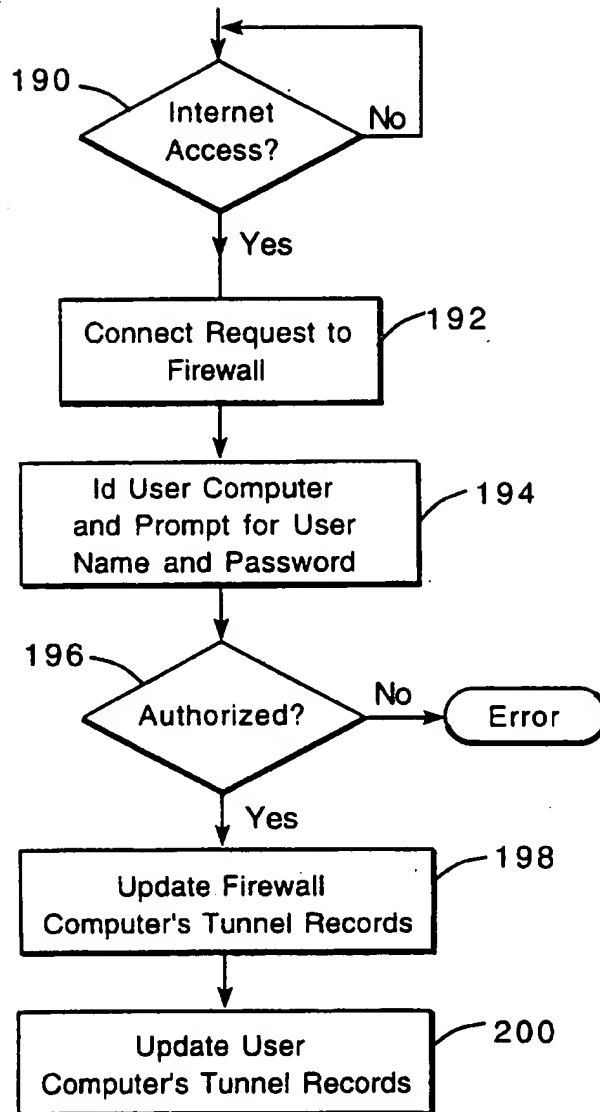 190
Internet
Access?
No
Yes
192
Connect Request to
Firewall
194
Id User Computer
and Prompt for User
Name and Password
196
Authorized?
No
Error
Yes
198
Update Firewall
Computer's Tunnel Records
200
Update User
Computer's Tunnel Records